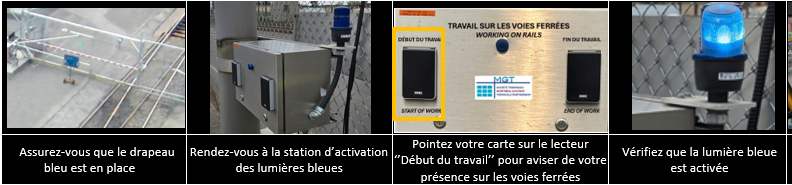 TRAVAIL SUR LES VOIES FERRÉES
WORKING ON RAILS
DÉBUT DU TRAVAIL
FIN DU TRAVAIL
MGT
START OF WORK
END OF WORK
Assurez-vous que le drapeau
bleu est en place
Rendez-vous à la station d’activation
des lumières bleues
Pointez votre carte sur le lecteur
‘’Début du travail’’ pour aviser de votre
présence sur les voies ferrées
Vérifiez que la lumière bleue
est activée